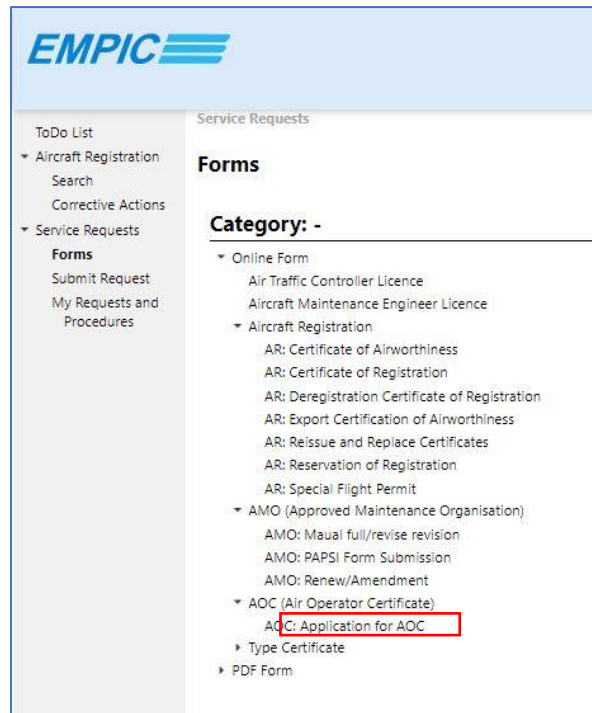 EMPIC
ToDo List
Aircraft Registration
Search
Corrective Actions
Service Requests
Forms
Submit Request
My Requests and
Procedures
Service Requests
Forms
Category: -
Online Form
Air Traffic Controller Licence
Aircraft Maintenance Engineer Licence
Aircraft Registration
AR: Certificate of Airworthiness
AR: Certificate of Registration
AR: Deregistration Certificate of Registration
AR: Export Certification of Airworthiness
AR: Reissue and Replace Certificates
AR: Reservation of Registration
AR: Special Flight Permit
AMO (Approved Maintenance Organisation)
AMO: Maual full/revise revision
AMO: PAPSI Form Submission
AMO: Renew/Amendment
AOC (Air Operator Certificate)
AOC: Application for AOC
Type Certificate
PDF Form